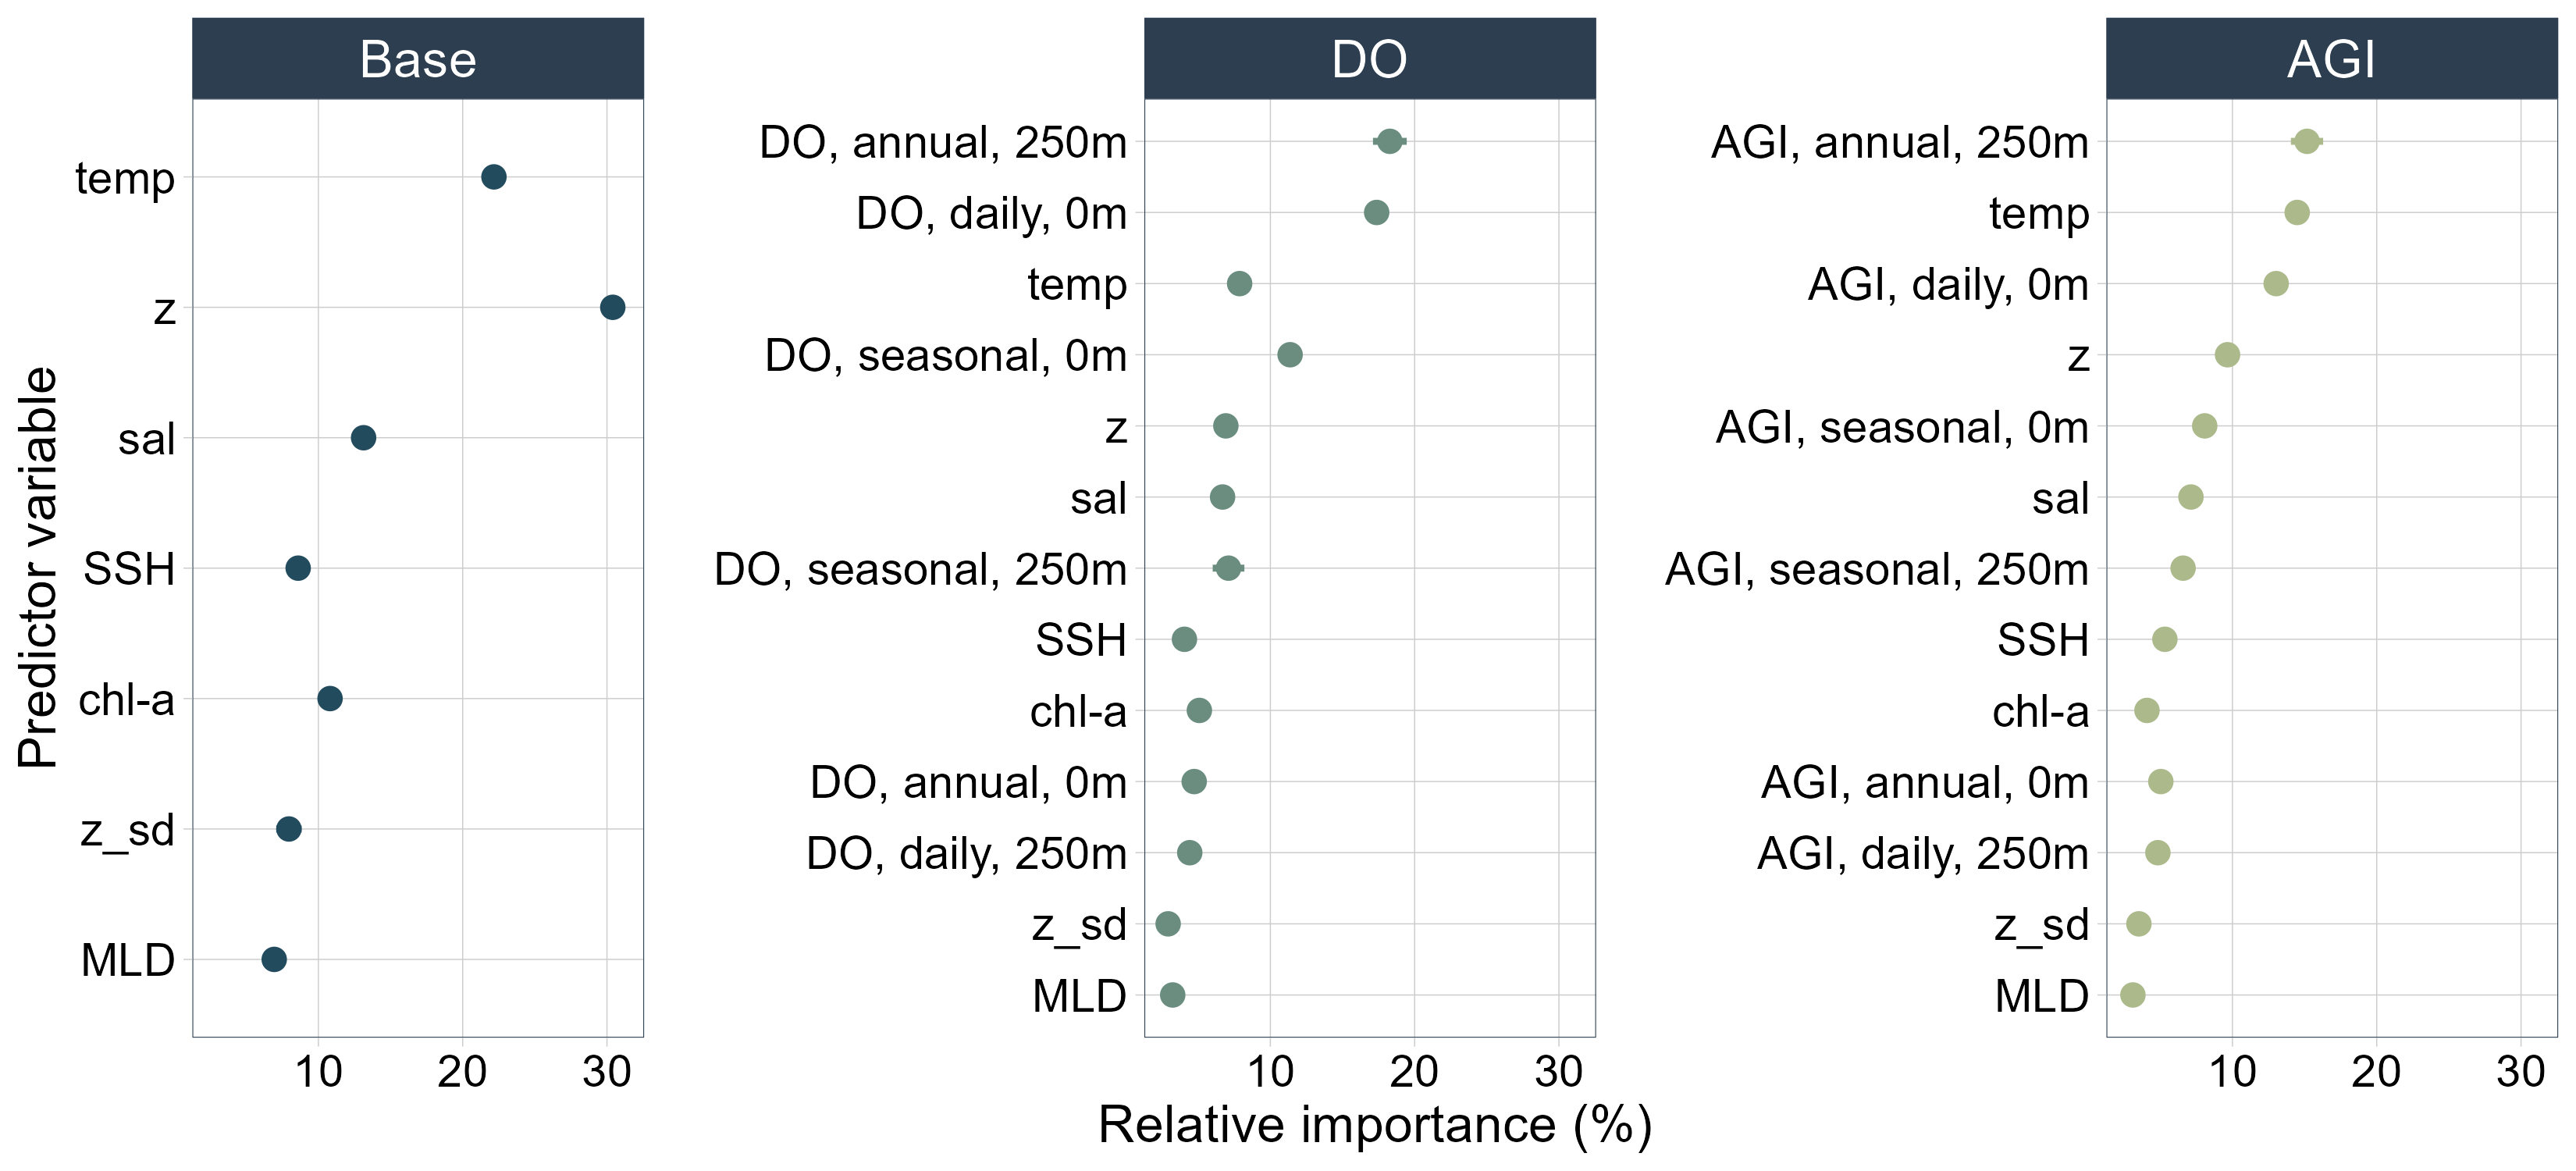 Base
DO
AGI
Predictor variable
temp
z
sal
SSH
chl-a
z_sd
MLD
10 20 30
DO, annual, 250m
DO, daily, 0m
temp
DO, seasonal, 0m
z
sal
DO, seasonal, 250m
SSH
chl-a
DO, annual, 0m
DO, daily, 250m
z_sd
MLD
10 20 30
AGI, annual, 250m
temp
AGI, daily, 0m
z
AGI, seasonal, 0m
sal
AGI, seasonal, 250m
SSH
chl-a
AGI, annual, 0m
AGI, daily, 250m
z_sd
MLD
10 20 30
Relative importance (%)